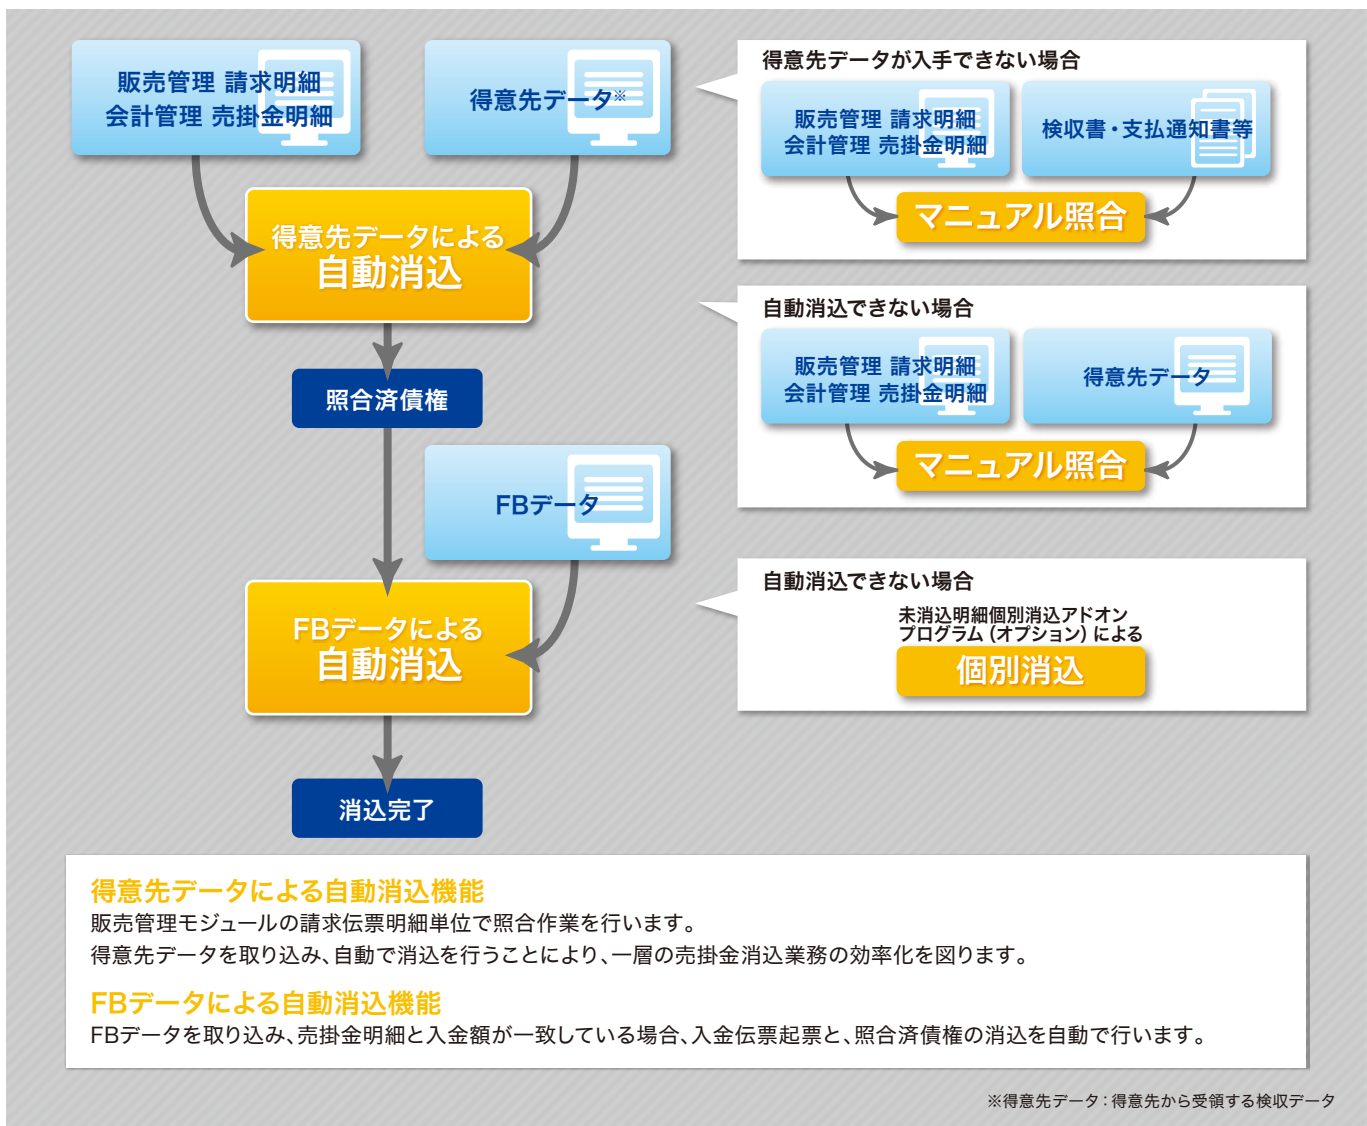 販売管理 請求明細
会計管理 売掛金明細
得意先データ※
得意先データによる
自動消込
照合済債権
FBデータ
FBデータによる
自動消込
消込完了
得意先データが入手できない場合
販売管理 請求明細
会計管理 売掛金明細
検収書・支払通知書等
マニュアル照合
自動消込できない場合
販売管理 請求明細
会計管理 売掛金明細
得意先データ
マニュアル照合
自動消込できない場合
未消込明細個別消込アドオン
プログラム(オプション)による
個別消込
得意先データによる自動消込機能
販売管理モジュールの請求伝票明細単位で照合作業を行います。
得意先データを取り込み、自動で消込を行うことにより、一層の売掛金消込業務の効率化を図ります。
FBデータによる自動消込機能
FBデータを取り込み、売掛金明細と入金額が一致している場合、入金伝票起票と、照合済債権の消込を自動で行います。
※得意先データ：得意先から受領する検収データ